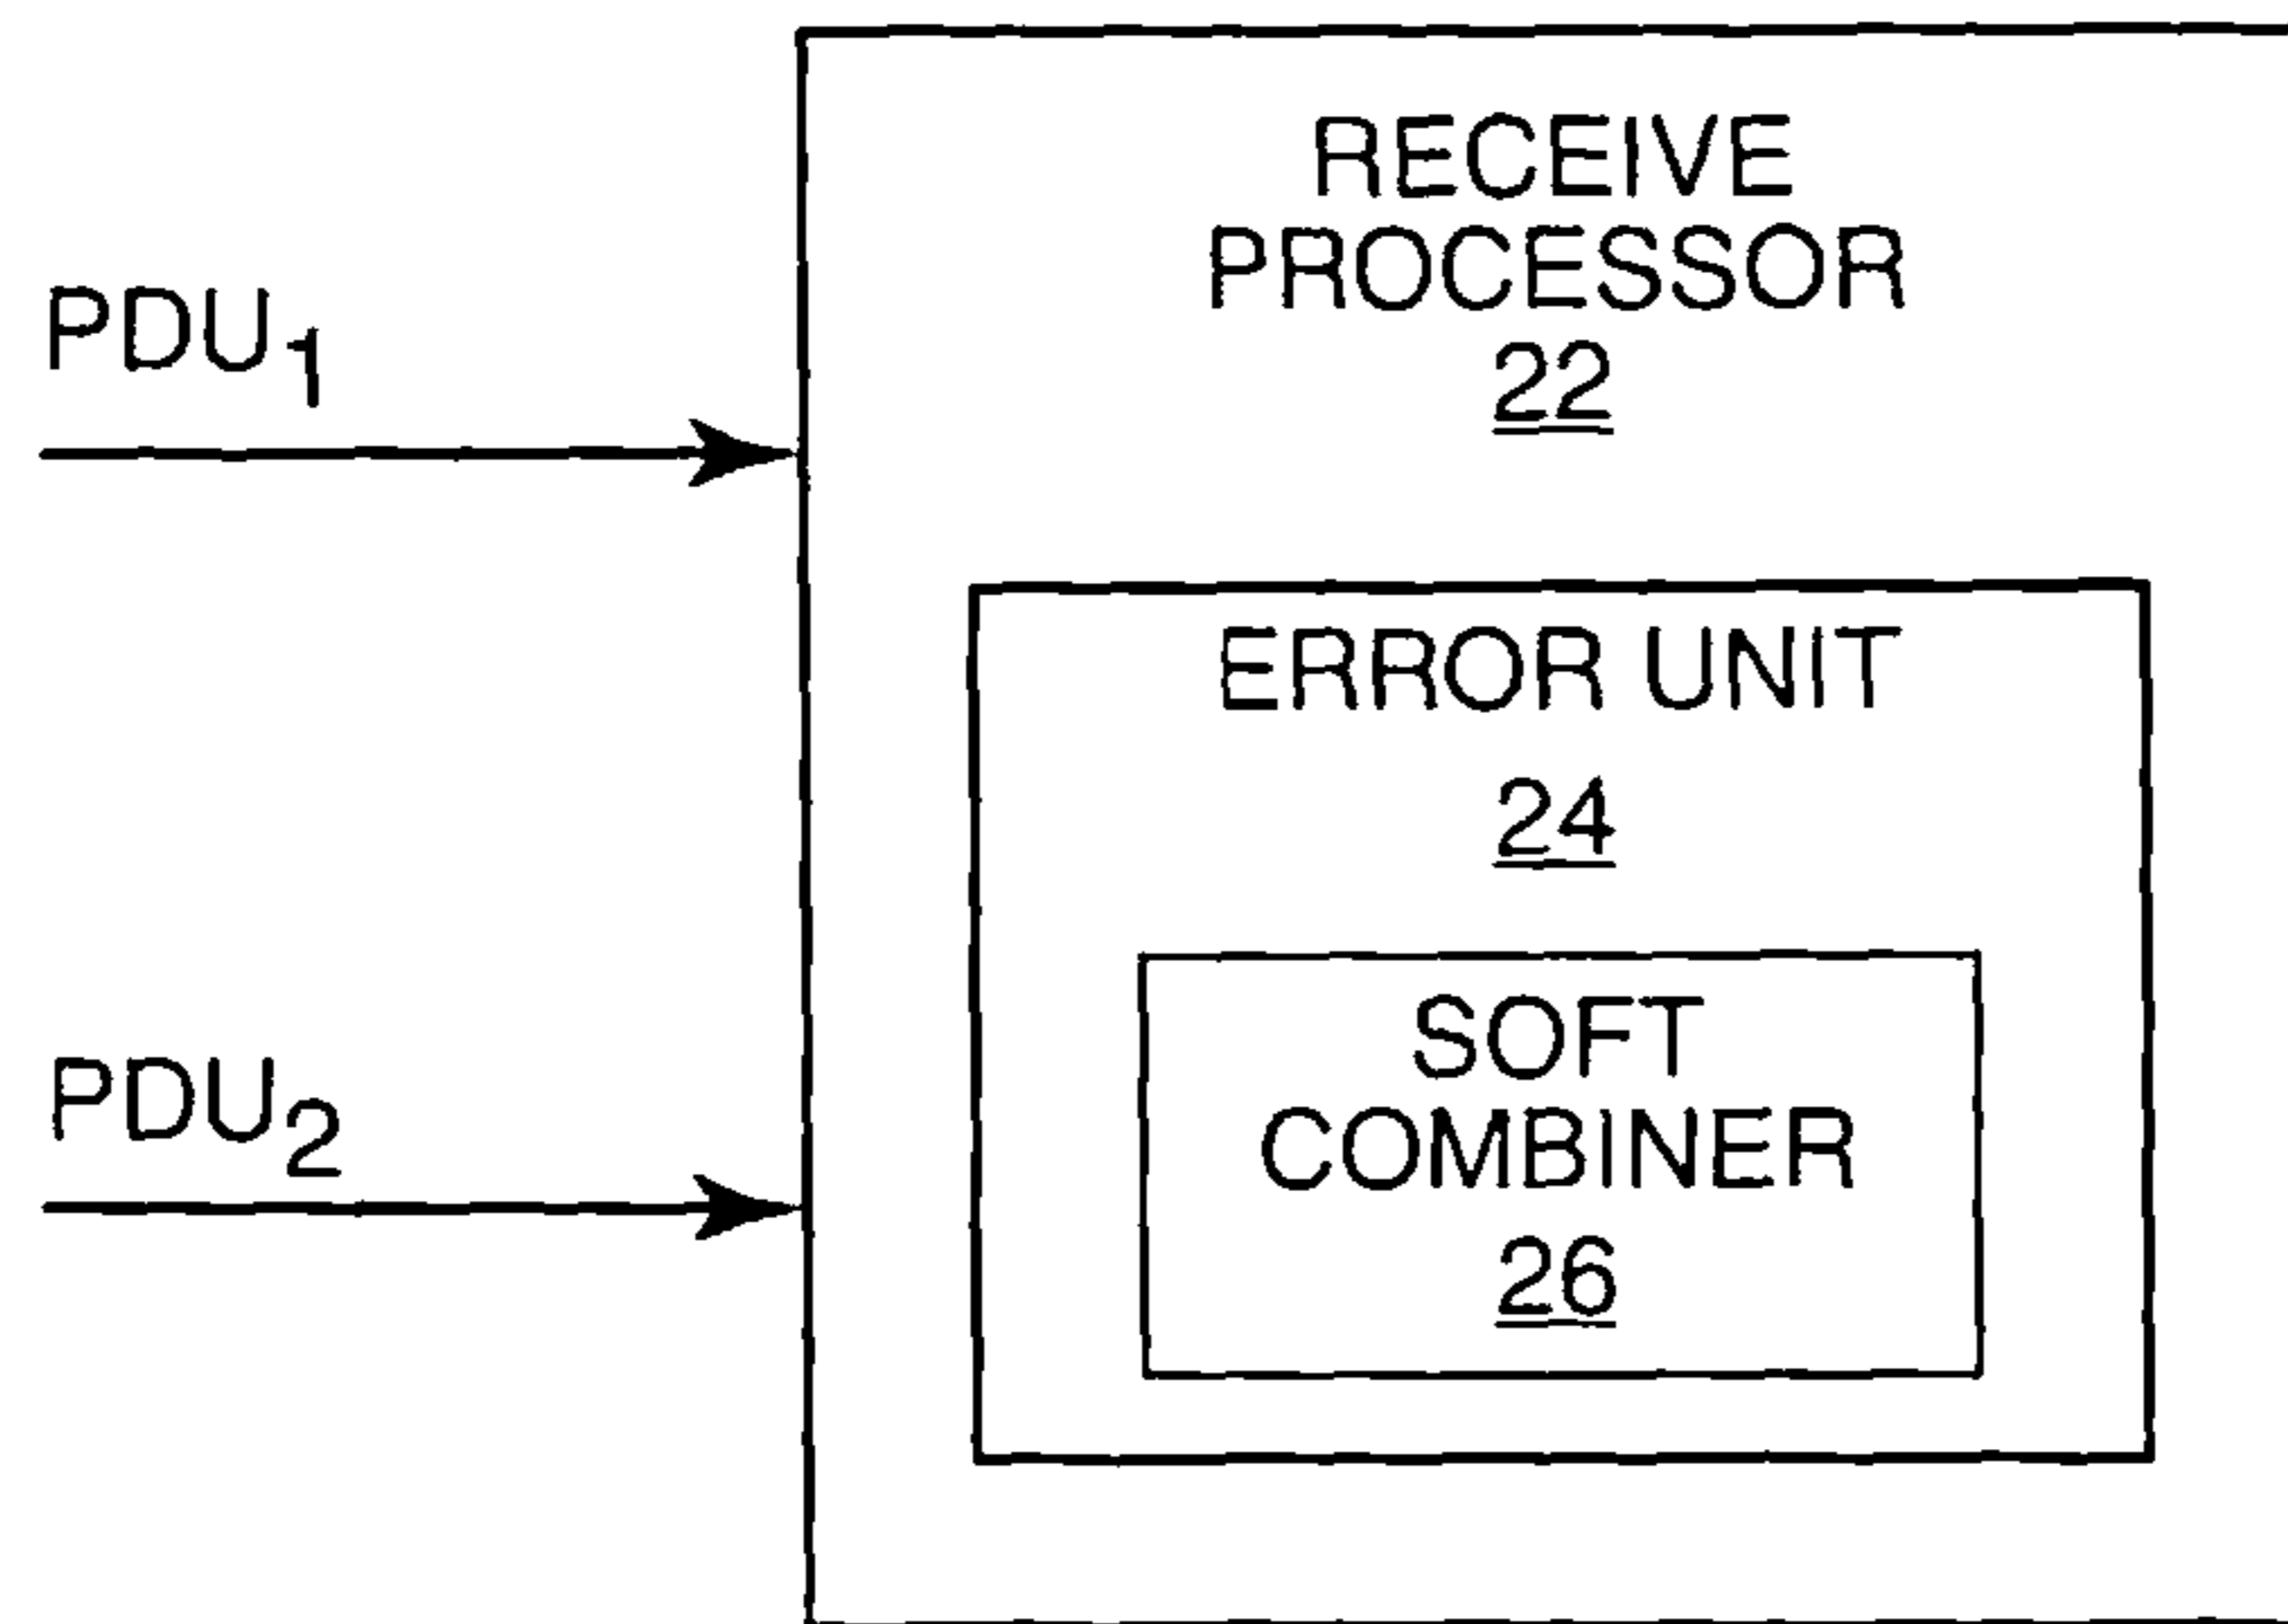 RECEIVE
PROCESSOR
22
PDU1
ERROR UNIT
24
SOFT
COMBINER
26
PDU2